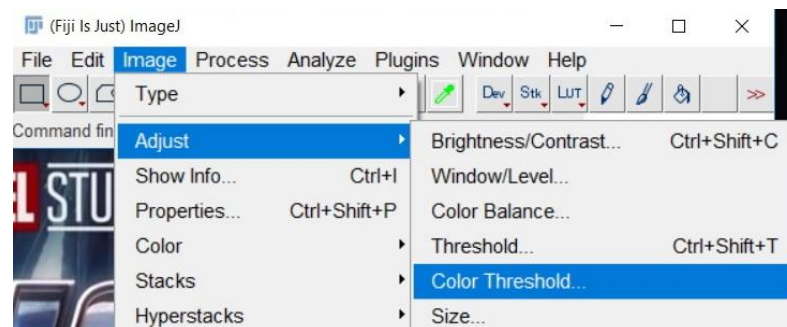 (Fiji Is Just) ImageJ
File Edit Image Process Analyze Plugins Window Help
Type
Dev Stk LUT >>
Command fin
Adjust
Show Info... Ctrl+I
Properties... Ctrl+Shift+P
Color
Stacks
Hyperstacks
Brightness/Contrast... Ctrl+Shift+C
Window/Level...
Color Balance...
Threshold... Ctrl+Shift+T
Color Threshold...
Size...
L STU